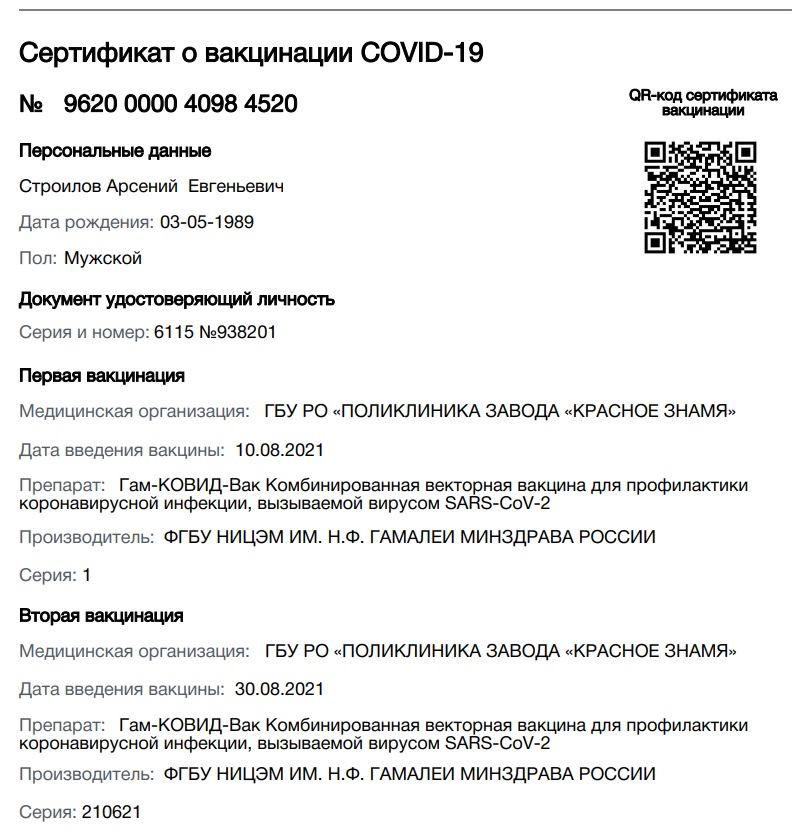 Сертификат о вакцинации COVID-19
№ 9620 0000 4098 4520
QR-код сертификата
вакцинации
Персональные данные
Строилов Арсений Евгеньевич
Дата рождения: 03-05-1989
Пол: Мужской
Документ удостоверяющий личность
Серия и номер: 6115 №938201
Первая вакцинация
Медицинская организация: ГБУ РО «ПОЛИКЛИНИКА ЗАВОДА «КРАСНОЕ ЗНАМЯ»
Дата введения вакцины: 10.08.2021
Препарат: Гам-КОВИД-Вак Комбинированная векторная вакцина для профилактики
коронавирусной инфекции, вызываемой вирусом SARS-CoV-2
Производитель: ФГБУ НИЦЭМ ИМ. Н.Ф. ГАМАЛЕИ МИНЗДРАВА РОССИИ
Серия: 1
Вторая вакцинация
Медицинская организация: ГБУ РО «ПОЛИКЛИНИКА ЗАВОДА «КРАСНОЕ ЗНАМЯ»
Дата введения вакцины: 30.08.2021
Препарат: Гам-КОВИД-Вак Комбинированная векторная вакцина для профилактики
коронавирусной инфекции, вызываемой вирусом SARS-CoV-2
Производитель: ФГБУ НИЦЭМ ИМ. Н.Ф. ГАМАЛЕИ МИНЗДРАВА РОССИИ
Серия: 210621